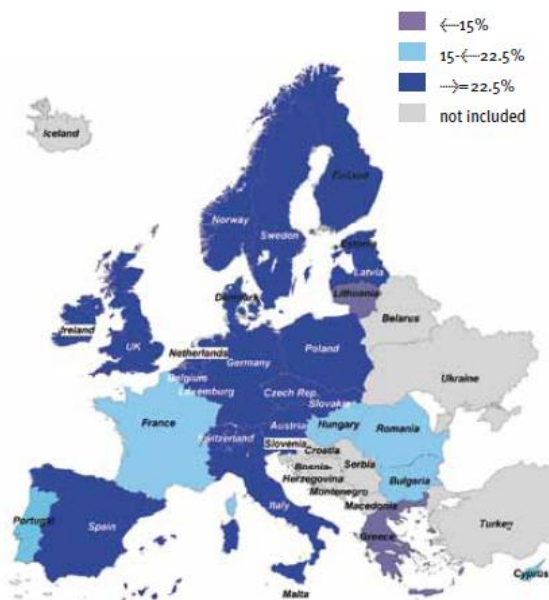 <---15%
15-<---22.5%
--->=22.5%
not included
Iceland
Finland
Norway
Sweden
Estonia
Latvia
Denmark
Lithuania
Ireland
UK
Belarus
Netherlands
Poland
Germany
Belgium
Luxemburg
Ukraine
Czech Rep.
Slovakia
France
Austria
Hungary
Romania
Switzerland
Slovenia
Croatia
Bosnia-
Herzegovina
Serbia
Bulgaria
Montenegro
Italy
Macedonia
Portugal
Spain
Greece
Turkey
Cyprus
Malta